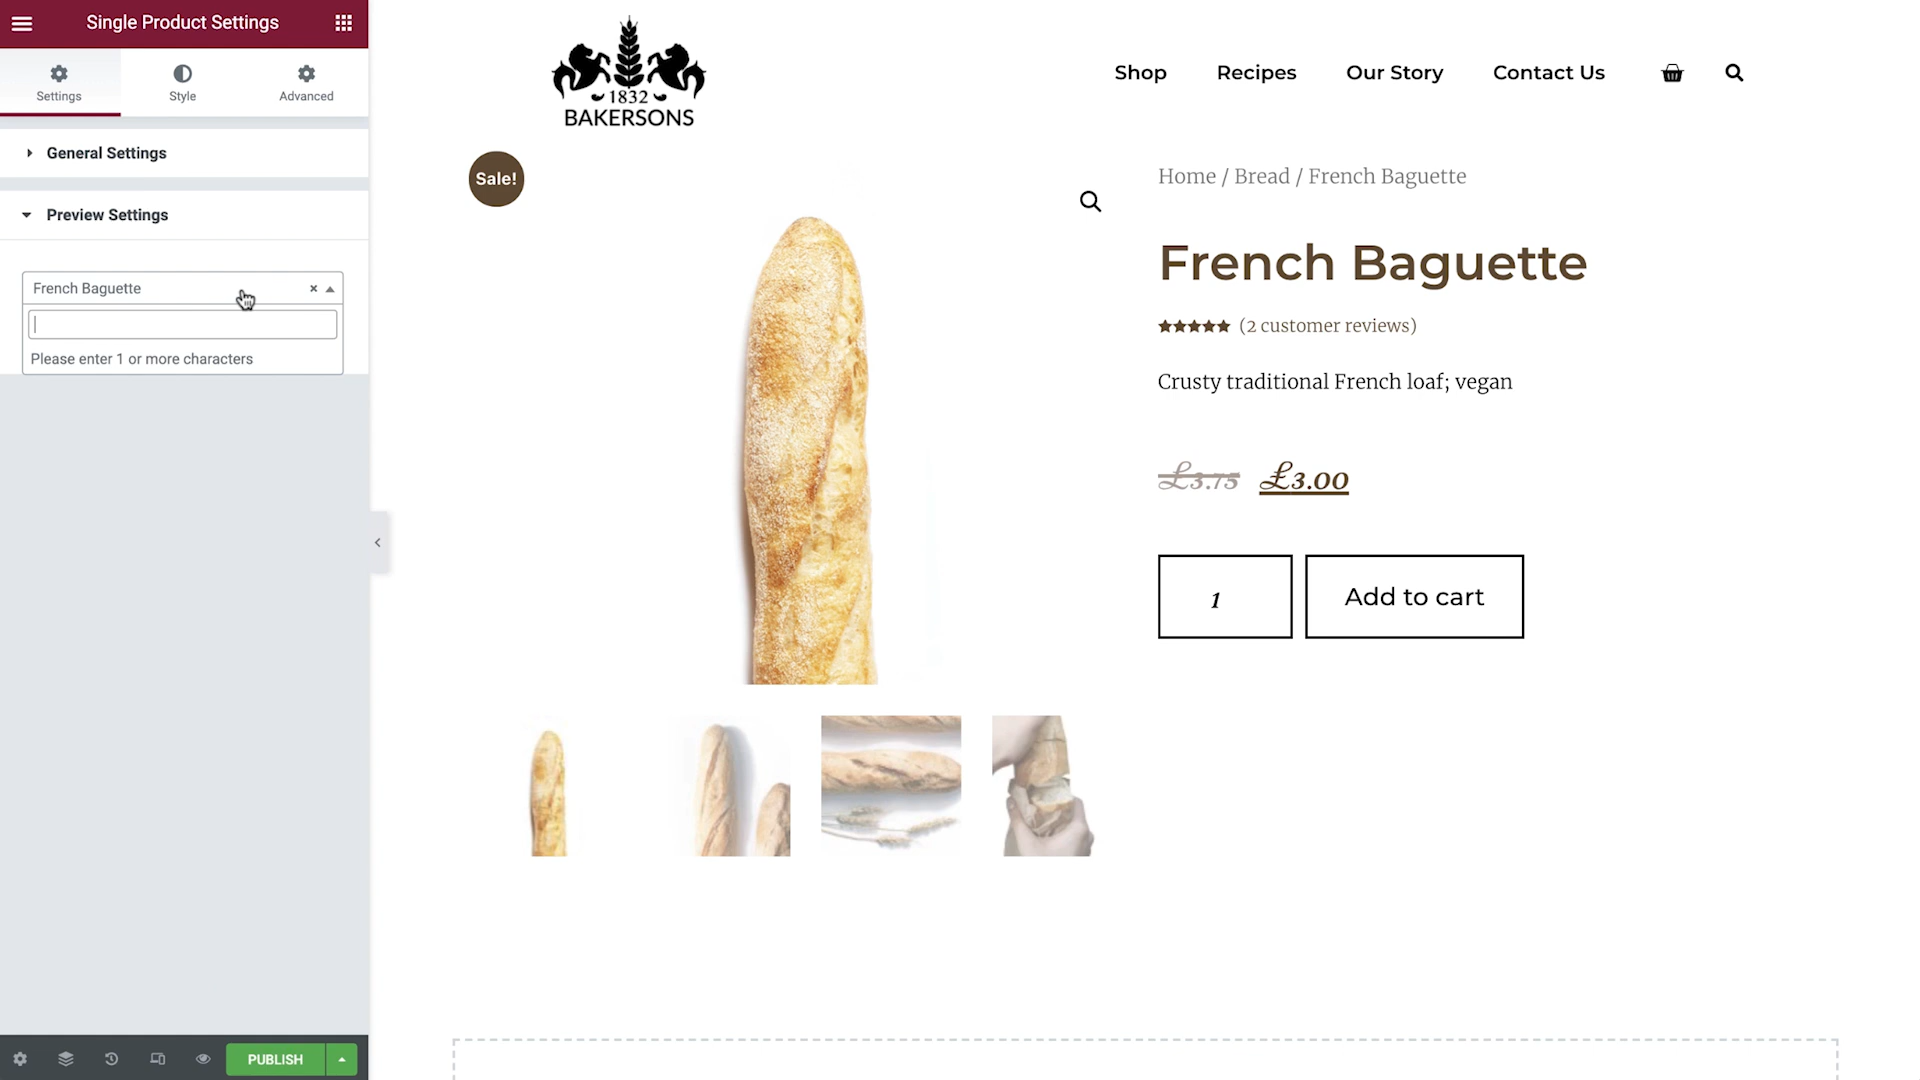 Single Product Settings
Settings
Style
Advanced
General Settings
Preview Settings
French Baguette
Please enter 1 or more characters
PUBLISH
1832
BAKERSONS
Shop
Recipes
Our Story
Contact Us
Sale!
Home / Bread / French Baguette
French Baguette
(2 customer reviews)
Crusty traditional French loaf; vegan
£3.75 £3.00
1
Add to cart